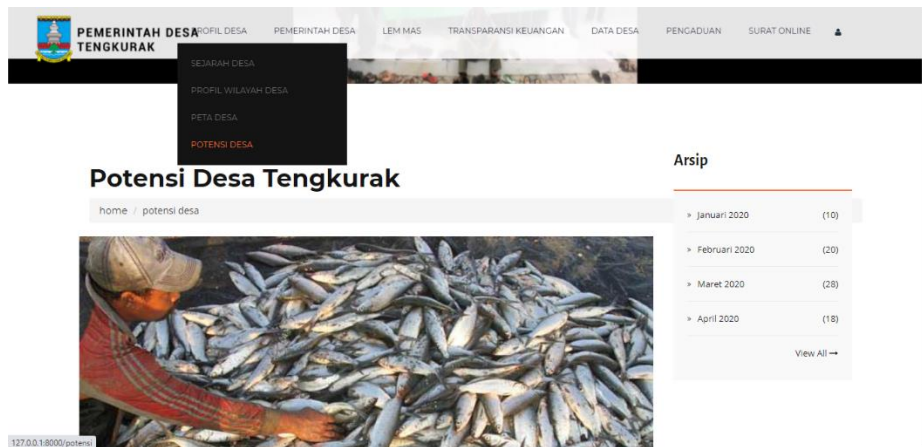 PEMERINTAH DESA
TENGKURAK
PROFIL DESA
PEMERINTAH DESA
LEM MAS
TRANSPARANSI KEUANGAN
DATA DESA
PENGADUAN
SURAT ONLINE
SEJARAH DESA
PROFIL WILAYAH DESA
PETA DESA
POTENSI DESA
Potensi Desa Tengkurak
home / potensi desa
Arsip
» Januari 2020 (10)
» Februari 2020 (20)
» Maret 2020 (28)
» April 2020 (18)
View All →
127.0.0.1:8000/potensi